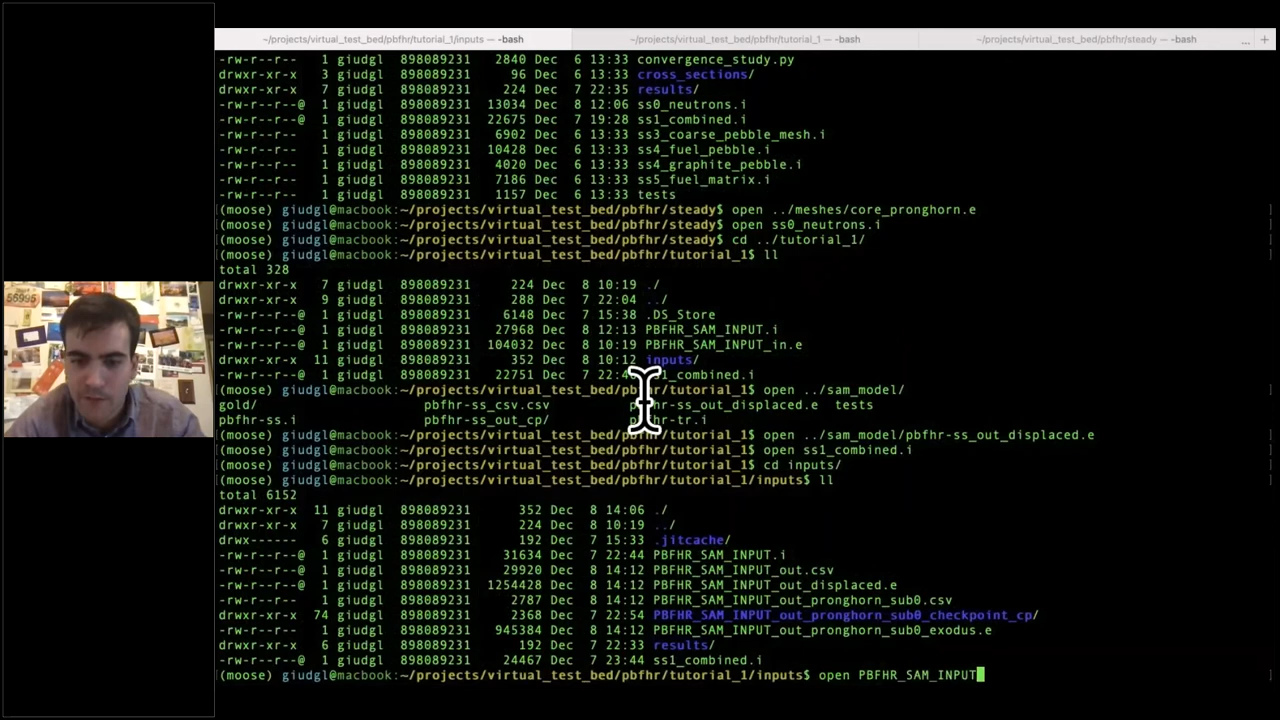 ~/projects/virtual_test_bed/pbfhr/tutorial_1/inputs — -bash ~/projects/virtual_test_bed/pbfhr/tutorial_1 — -bash ~/projects/virtual_test_bed/pbfhr/steady — -bash ... +
-rw-r--r-- 1 giudgl 898089231 2840 Dec 6 13:33 convergence_study.py
drwxr-xr-x 3 giudgl 898089231 96 Dec 6 13:33 cross_sections/
drwxr-xr-x 7 giudgl 898089231 224 Dec 7 22:35 results/
-rw-r--r--@ 1 giudgl 898089231 13034 Dec 8 12:06 ss0_neutrons.i
-rw-r--r--@ 1 giudgl 898089231 22675 Dec 7 19:28 ss1_combined.i
-rw-r--r-- 1 giudgl 898089231 6902 Dec 6 13:33 ss3_coarse_pebble_mesh.i
-rw-r--r-- 1 giudgl 898089231 10428 Dec 6 13:33 ss4_fuel_pebble.i
-rw-r--r-- 1 giudgl 898089231 4020 Dec 6 13:33 ss4_graphite_pebble.i
-rw-r--r-- 1 giudgl 898089231 7186 Dec 6 13:33 ss5_fuel_matrix.i
-rw-r--r-- 1 giudgl 898089231 1157 Dec 6 13:33 tests
(moose) giudgl@macbook:~/projects/virtual_test_bed/pbfhr/steady$ open ../meshes/core_pronghorn.e
(moose) giudgl@macbook:~/projects/virtual_test_bed/pbfhr/steady$ open ss0_neutrons.i
(moose) giudgl@macbook:~/projects/virtual_test_bed/pbfhr/steady$ cd ../tutorial_1/
(moose) giudgl@macbook:~/projects/virtual_test_bed/pbfhr/tutorial_1$ ll
total 328
drwxr-xr-x 7 giudgl 898089231 224 Dec 8 10:19 ./
drwxr-xr-x 9 giudgl 898089231 288 Dec 7 22:04 ../
-rw-r--r--@ 1 giudgl 898089231 6148 Dec 7 15:38 .DS_Store
-rw-r--r--@ 1 giudgl 898089231 27968 Dec 8 12:13 PBFHR_SAM_INPUT.i
-rw-r--r--@ 1 giudgl 898089231 104032 Dec 8 10:19 PBFHR_SAM_INPUT_in.e
drwxr-xr-x 11 giudgl 898089231 352 Dec 8 10:12 inputs/
-rw-r--r--@ 1 giudgl 898089231 22751 Dec 7
(moose) giudgl@macbook:~/projects/virtual_test_bed/pbfhr/tutorial_1$ open ../sam_model/
gold/ pbfhr-ss_csv.csv tests
pbfhr-ss.i pbfhr-ss_out_cp/
(moose) giudgl@macbook:~/projects/virtual_test_bed/pbfhr/tutorial_1$ open ../sam_model/pbfhr-ss_out_displaced.e
(moose) giudgl@macbook:~/projects/virtual_test_bed/pbfhr/tutorial_1$ open ss1_combined.i
(moose) giudgl@macbook:~/projects/virtual_test_bed/pbfhr/tutorial_1$ cd inputs/
(moose) giudgl@macbook:~/projects/virtual_test_bed/pbfhr/tutorial_1/inputs$ ll
total 6152
drwxr-xr-x 11 giudgl 898089231 352 Dec 8 14:06 ./
drwxr-xr-x 7 giudgl 898089231 224 Dec 8 10:19 ../
drwx------ 6 giudgl 898089231 192 Dec 7 15:33 .jitcache/
-rw-r--r--@ 1 giudgl 898089231 31634 Dec 7 22:44 PBFHR_SAM_INPUT.i
-rw-r--r--@ 1 giudgl 898089231 29920 Dec 8 14:12 PBFHR_SAM_INPUT_out.csv
-rw-r--r--@ 1 giudgl 898089231 1254428 Dec 8 14:12 PBFHR_SAM_INPUT_out_displaced.e
-rw-r--r-- 1 giudgl 898089231 2787 Dec 8 14:12 PBFHR_SAM_INPUT_out_pronghorn_sub0.csv
drwxr-xr-x 74 giudgl 898089231 2368 Dec 7 22:54 PBFHR_SAM_INPUT_out_pronghorn_sub0_checkpoint_cp/
-rw-r--r--@ 1 giudgl 898089231 945384 Dec 8 14:12 PBFHR_SAM_INPUT_out_pronghorn_sub0_exodus.e
drwxr-xr-x 6 giudgl 898089231 192 Dec 7 22:33 results/
-rw-r--r--@ 1 giudgl 898089231 24467 Dec 7 23:44 ss1_combined.i
(moose) giudgl@macbook:~/projects/virtual_test_bed/pbfhr/tutorial_1/inputs$ open PBFHR_SAM_INPUT